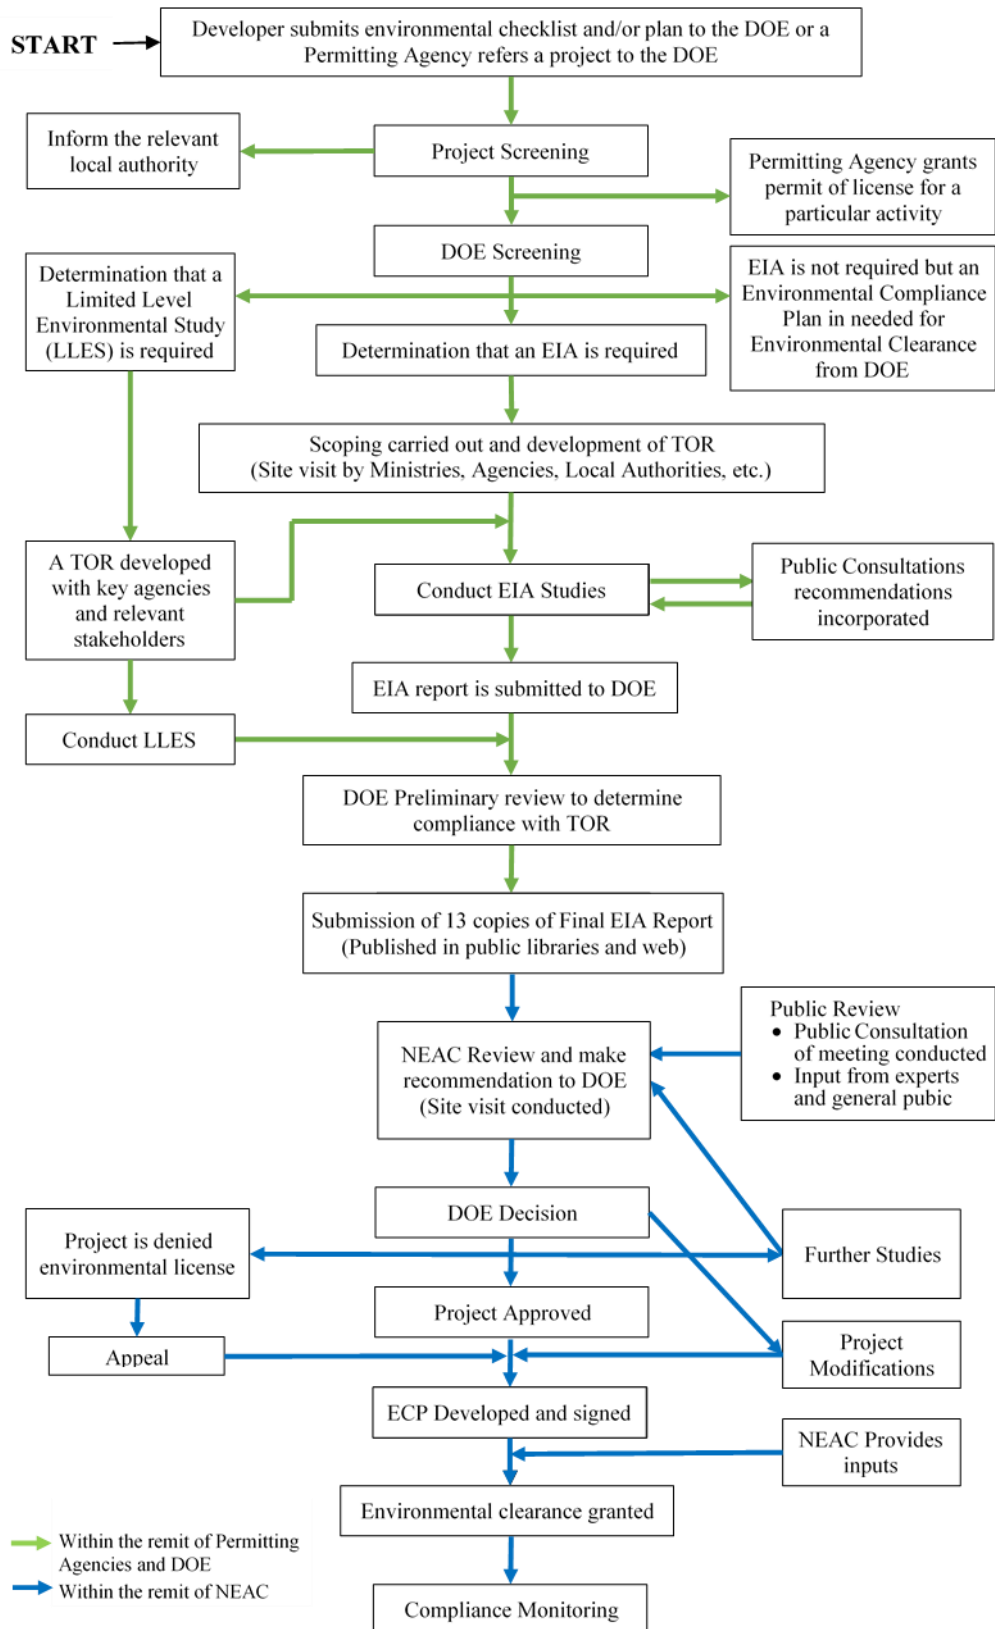 START
Developer submits environmental checklist and/or plan to the DOE or a
Permitting Agency refers a project to the DOE
Inform the relevant
local authority
Project Screening
Permitting Agency grants
permit of license for a
particular activity
DOE Screening
Determination that a
Limited Level
Environmental Study
(LLES) is required
EIA is not required but an
Environmental Compliance
Plan in needed for
Environmental Clearance
from DOE
Determination that an EIA is required
Scoping carried out and development of TOR
(Site visit by Ministries, Agencies, Local Authorities, etc.)
A TOR developed
with key agencies
and relevant
stakeholders
Conduct EIA Studies
Public Consultations
recommendations
incorporated
EIA report is submitted to DOE
Conduct LLES
DOE Preliminary review to determine
compliance with TOR
Submission of 13 copies of Final EIA Report
(Published in public libraries and web)
NEAC Review and make
recommendation to DOE
(Site visit conducted)
Public Review
• Public Consultation
of meeting conducted
• Input from experts
and general pubic
DOE Decision
Project is denied
environmental license
Further Studies
Project Approved
Appeal
Project
Modifications
ECP Developed and signed
NEAC Provides
inputs
Environmental clearance granted
Within the remit of Permitting
Agencies and DOE
Within the remit of NEAC
Compliance Monitoring